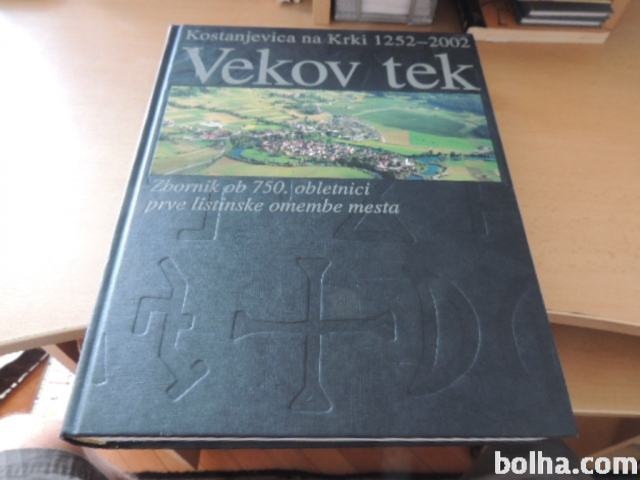 Kostanjevica na Krki 1252–2002
Vekov tek
Zbornik ob 750. obletnici
prve listinske omembe mesta
bolha.com